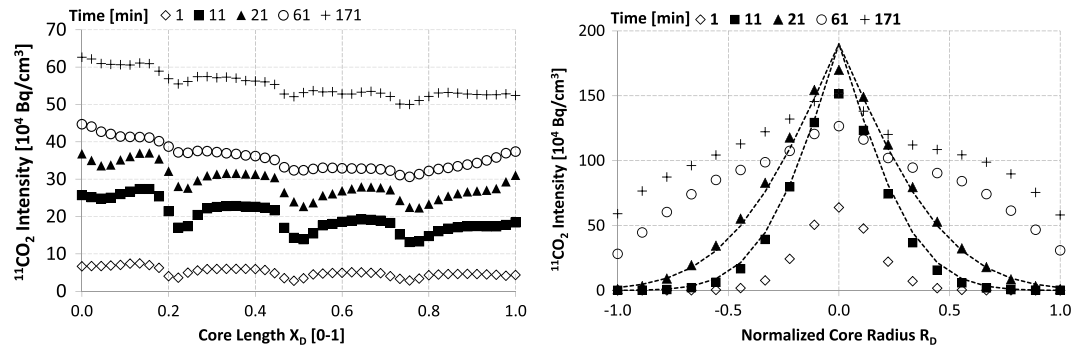 Time [min] ◇ 1 ■ 11 ▲ 21 ○ 61 + 171
70
60
50
40
30
20
10
0
¹¹CO₂ Intensity [10⁴ Bq/cm³]
0.0 0.2 0.4 0.6 0.8 1.0
Core Length X_D [0-1]
Time [min] ◇ 1 ■ 11 ▲ 21 ○ 61 + 171
200
150
100
50
0
¹¹CO₂ Intensity [10⁴ Bq/cm³]
-1.0 -0.5 0.0 0.5 1.0
Normalized Core Radius R_D